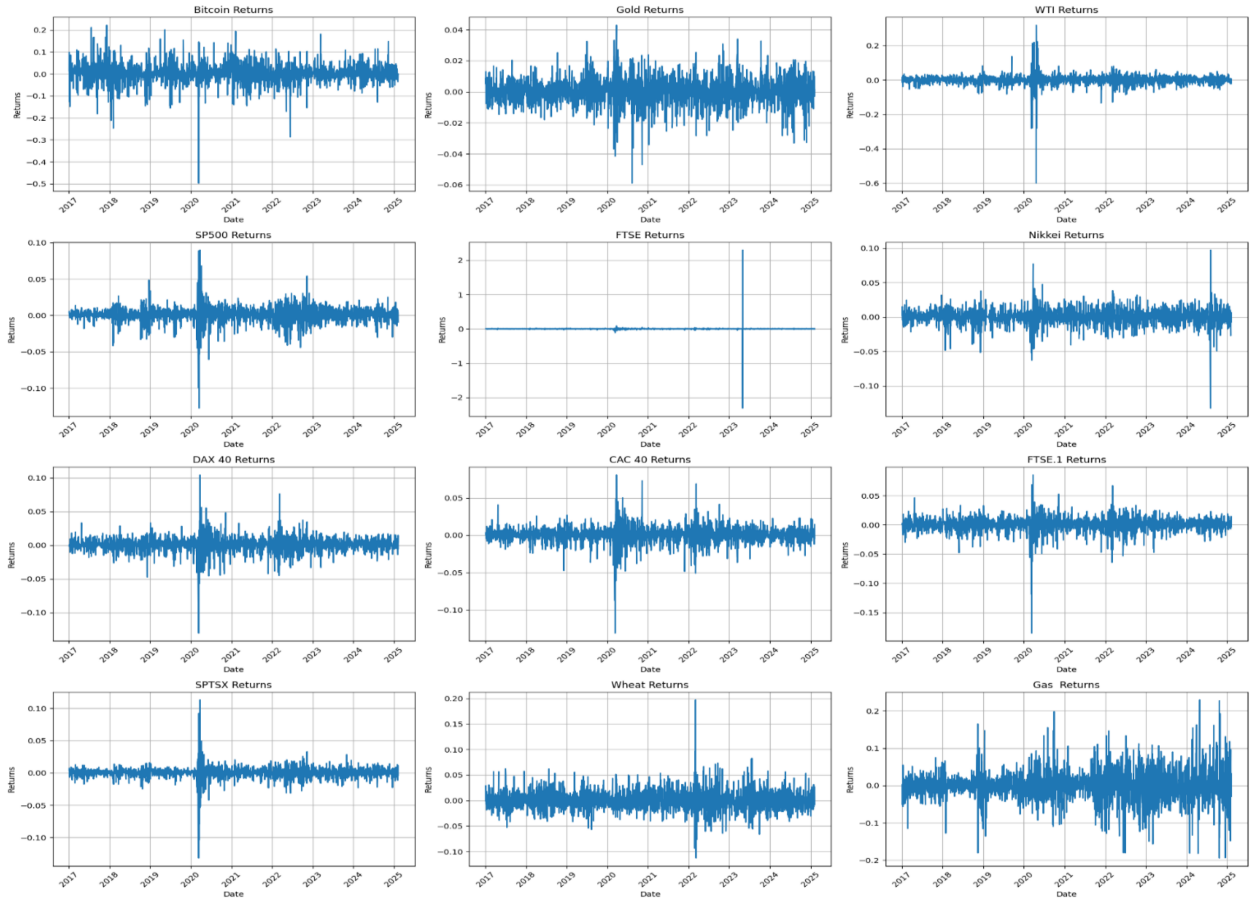 Bitcoin Returns
Returns
0.2
0.1
0.0
−0.1
−0.2
−0.3
−0.4
−0.5
2017 2018 2019 2020 2021 2022 2023 2024 2025
Date
Gold Returns
Returns
0.04
0.02
0.00
−0.02
−0.04
−0.06
2017 2018 2019 2020 2021 2022 2023 2024 2025
Date
WTI Returns
Returns
0.2
0.0
−0.2
−0.4
−0.6
2017 2018 2019 2020 2021 2022 2023 2024 2025
Date
SP500 Returns
Returns
0.10
0.05
0.00
−0.05
−0.10
2017 2018 2019 2020 2021 2022 2023 2024 2025
Date
FTSE Returns
Returns
2
1
0
−1
−2
2017 2018 2019 2020 2021 2022 2023 2024 2025
Date
Nikkei Returns
Returns
0.10
0.05
0.00
−0.05
−0.10
2017 2018 2019 2020 2021 2022 2023 2024 2025
Date
DAX 40 Returns
Returns
0.10
0.05
0.00
−0.05
−0.10
2017 2018 2019 2020 2021 2022 2023 2024 2025
Date
CAC 40 Returns
Returns
0.05
0.00
−0.05
−0.10
2017 2018 2019 2020 2021 2022 2023 2024 2025
Date
FTSE.1 Returns
Returns
0.05
0.00
−0.05
−0.10
−0.15
2017 2018 2019 2020 2021 2022 2023 2024 2025
Date
SPTSX Returns
Returns
0.10
0.05
0.00
−0.05
−0.10
2017 2018 2019 2020 2021 2022 2023 2024 2025
Date
Wheat Returns
Returns
0.20
0.15
0.10
0.05
0.00
−0.05
−0.10
2017 2018 2019 2020 2021 2022 2023 2024 2025
Date
Gas Returns
Returns
0.2
0.1
0.0
−0.1
−0.2
2017 2018 2019 2020 2021 2022 2023 2024 2025
Date